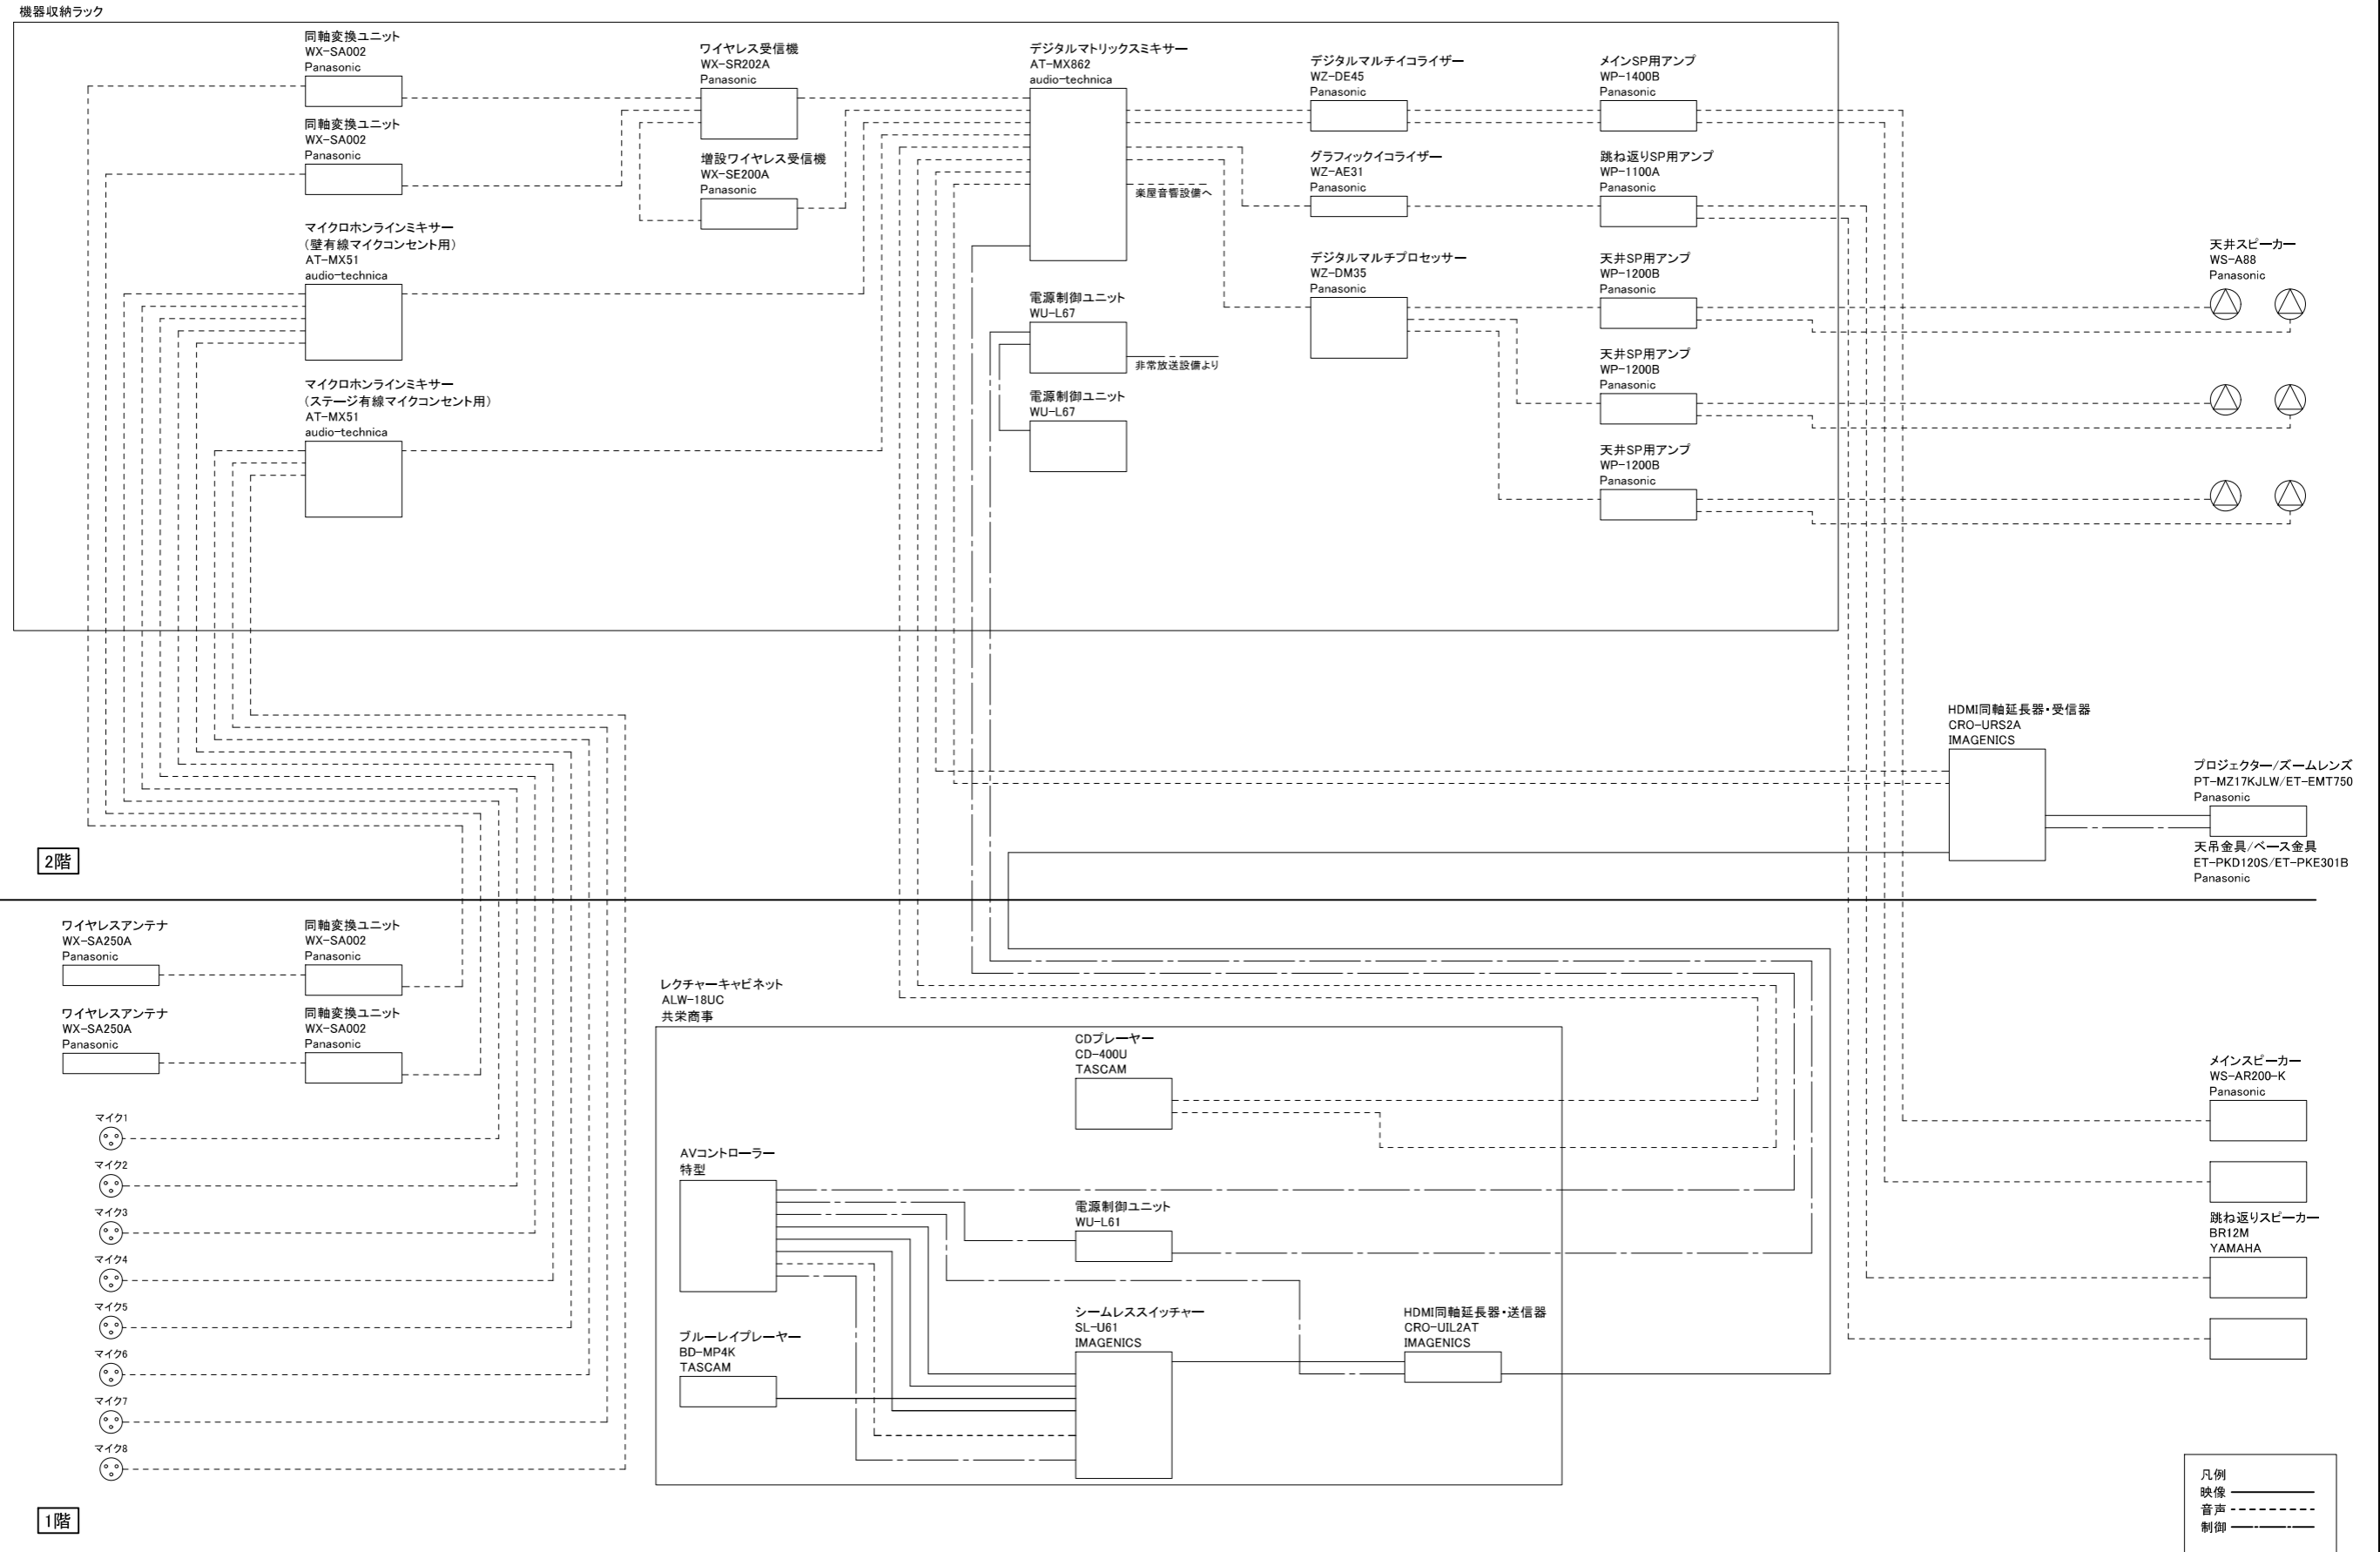 機器収納ラック
同軸変換ユニット
WX-SA002
Panasonic
同軸変換ユニット
WX-SA002
Panasonic
マイクロホンラインミキサー
(壁有線マイクコンセント用)
AT-MX51
audio-technica
マイクロホンラインミキサー
(ステージ有線マイクコンセント用)
AT-MX51
audio-technica
ワイヤレス受信機
WX-SR202A
Panasonic
増設ワイヤレス受信機
WX-SE200A
Panasonic
デジタルマトリックスミキサー
AT-MX862
audio-technica
楽屋音響設備へ
電源制御ユニット
WU-L67
非常放送設備より
電源制御ユニット
WU-L67
デジタルマルチイコライザー
WZ-DE45
Panasonic
グラフィックイコライザー
WZ-AE31
Panasonic
デジタルマルチプロセッサー
WZ-DM35
Panasonic
メインSP用アンプ
WP-1400B
Panasonic
跳ね返りSP用アンプ
WP-1100A
Panasonic
天井SP用アンプ
WP-1200B
Panasonic
天井SP用アンプ
WP-1200B
Panasonic
天井SP用アンプ
WP-1200B
Panasonic
天井スピーカー
WS-A88
Panasonic
HDMI同軸延長器・受信器
CRO-URS2A
IMAGENICS
プロジェクター/ズームレンズ
PT-MZ17KJLW/ET-EMT750
Panasonic
天吊金具/ベース金具
ET-PKD120S/ET-PKE301B
Panasonic
2階
ワイヤレスアンテナ
WX-SA250A
Panasonic
同軸変換ユニット
WX-SA002
Panasonic
ワイヤレスアンテナ
WX-SA250A
Panasonic
同軸変換ユニット
WX-SA002
Panasonic
マイク1
マイク2
マイク3
マイク4
マイク5
マイク6
マイク7
マイク8
レクチャーキャビネット
ALW-18UC
共栄商事
CDプレーヤー
CD-400U
TASCAM
AVコントローラー
特型
電源制御ユニット
WU-L61
ブルーレイプレーヤー
BD-MP4K
TASCAM
シームレススイッチャー
SL-U61
IMAGENICS
HDMI同軸延長器・送信器
CRO-UIL2AT
IMAGENICS
メインスピーカー
WS-AR200-K
Panasonic
跳ね返りスピーカー
BR12M
YAMAHA
1階
凡例
映像
音声
制御